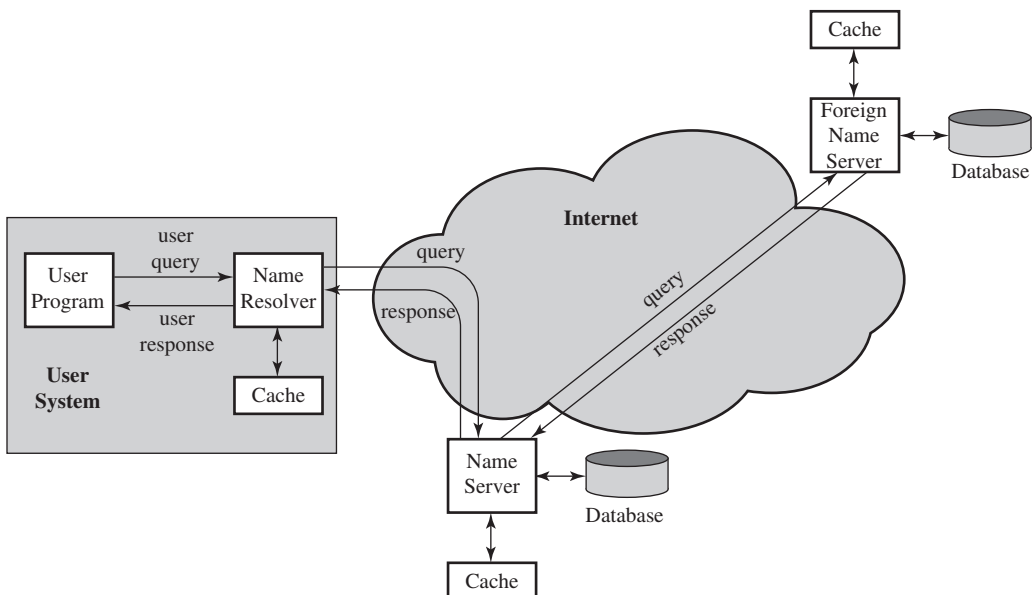 Cache
Foreign
Name
Server
Database
Internet
user
query
User
Program
Name
Resolver
user
response
User
System
Cache
query
response
query
response
Name
Server
Database
Cache